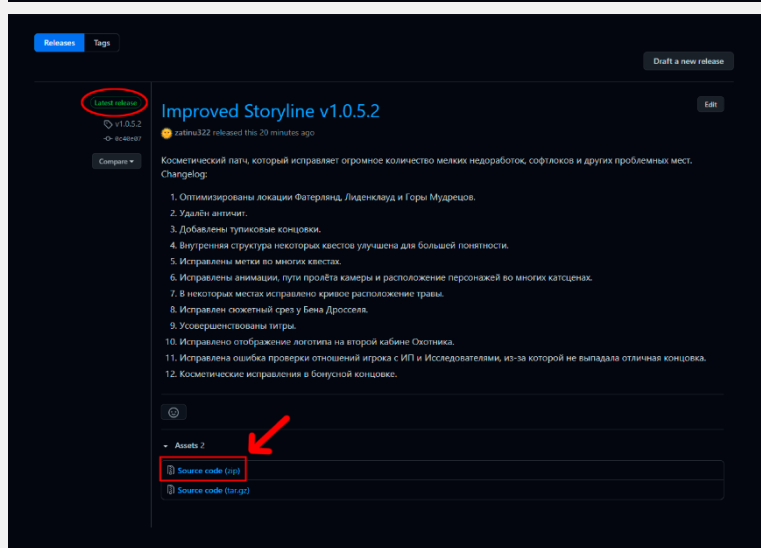 Releases Tags
Draft a new release
Latest release
v1.0.5.2
Compare
Improved Storyline v1.0.5.2
Edit
zatinu322 released this 20 minutes ago
Косметический патч, который исправляет огромное количество мелких недоработок, софтлоков и других проблемных мест.
Changelog:
1. Оптимизированы локации Фатерлянд, Лиденклауд и Горы Мудрецов.
2. Удалён античит.
3. Добавлены тупиковые концовки.
4. Внутренняя структура некоторых квестов улучшена для большей понятности.
5. Исправлены метки во многих квестах.
6. Исправлены анимации, пути пролёта камеры и расположение персонажей во многих катсценах.
7. В некоторых местах исправлено кривое расположение травы.
8. Исправлен сюжетный срез у Бена Дросселя.
9. Усовершенствованы титры.
10. Исправлено отображение логотипа на второй кабине Охотника.
11. Исправлена ошибка проверки отношений игрока с ИП и Исследователями, из-за которой не выпадала отличная концовка.
12. Косметические исправления в бонусной концовке.
Assets 2
Source code (zip)
Source code (tar.gz)